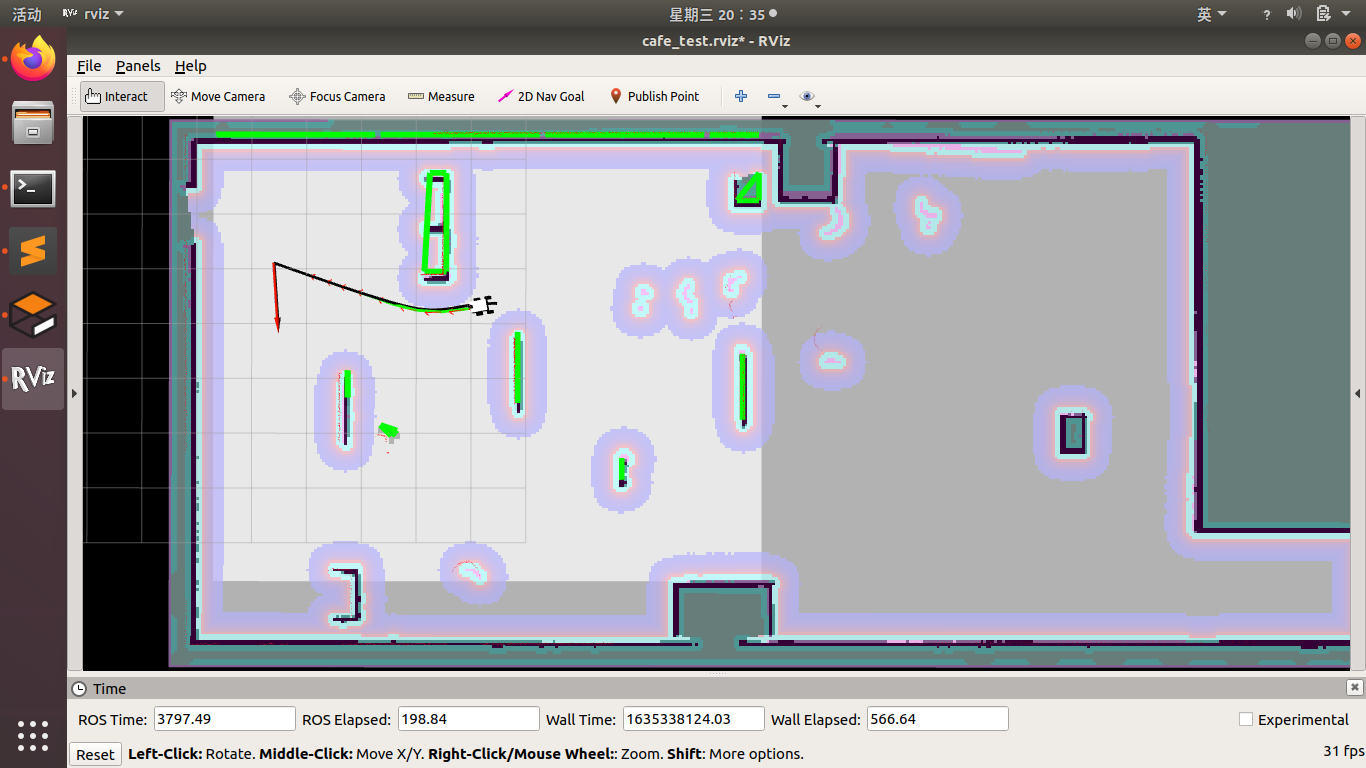 活动 RViz rviz 星期三 20：35 英 ?
cafe_test.rviz* - RViz
File Panels Help
Interact Move Camera Focus Camera Measure 2D Nav Goal Publish Point
RViz
Time
ROS Time: 3797.49 ROS Elapsed: 198.84 Wall Time: 1635338124.03 Wall Elapsed: 566.64 Experimental
Reset Left-Click: Rotate. Middle-Click: Move X/Y. Right-Click/Mouse Wheel:: Zoom. Shift: More options. 31 fps